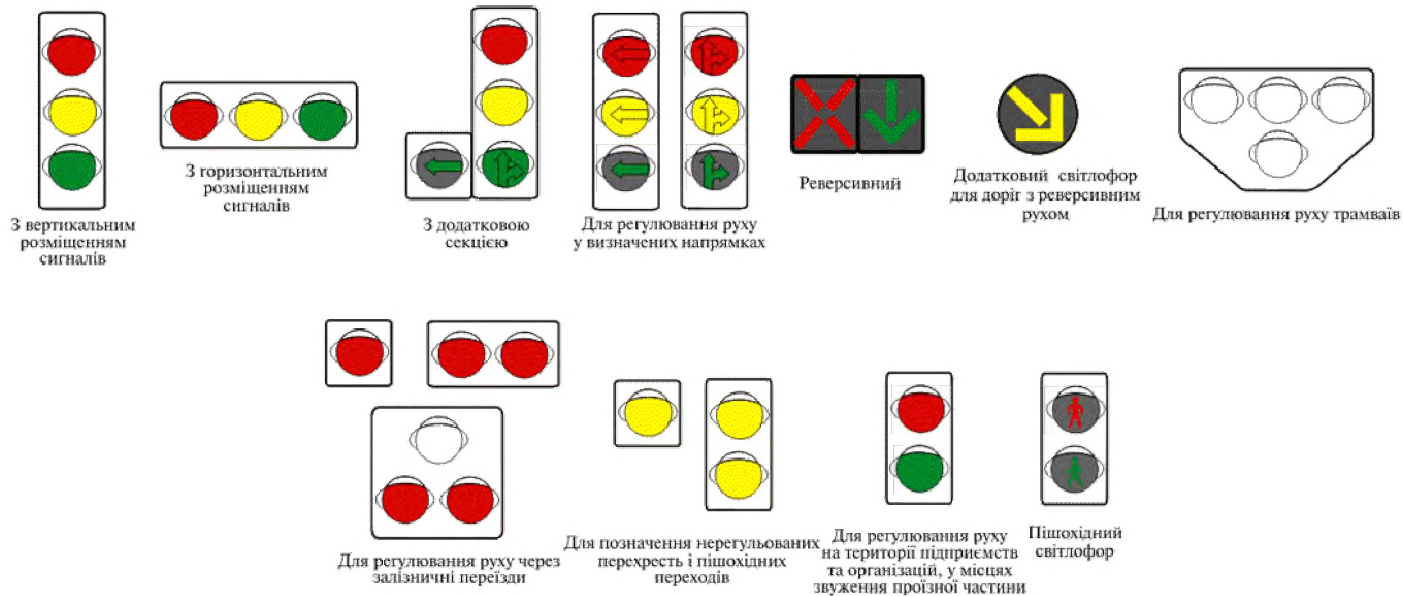 З вертикальним
розміщенням
сигналів
З горизонтальним
розміщенням
сигналів
З додатковою
секцією
Для регулювання руху
у визначених напрямках
Реверсивний
Додатковий світлофор
для доріг з реверсивним
рухом
Для регулювання руху трамваїв
Для регулювання руху через
залізничні переїзди
Для позначення нерегульованих
перехресть і пішохідних
переходів
Для регулювання руху
на території підприємств
та організацій, у місцях
звуження проїзної частини
Пішохідний
світлофор